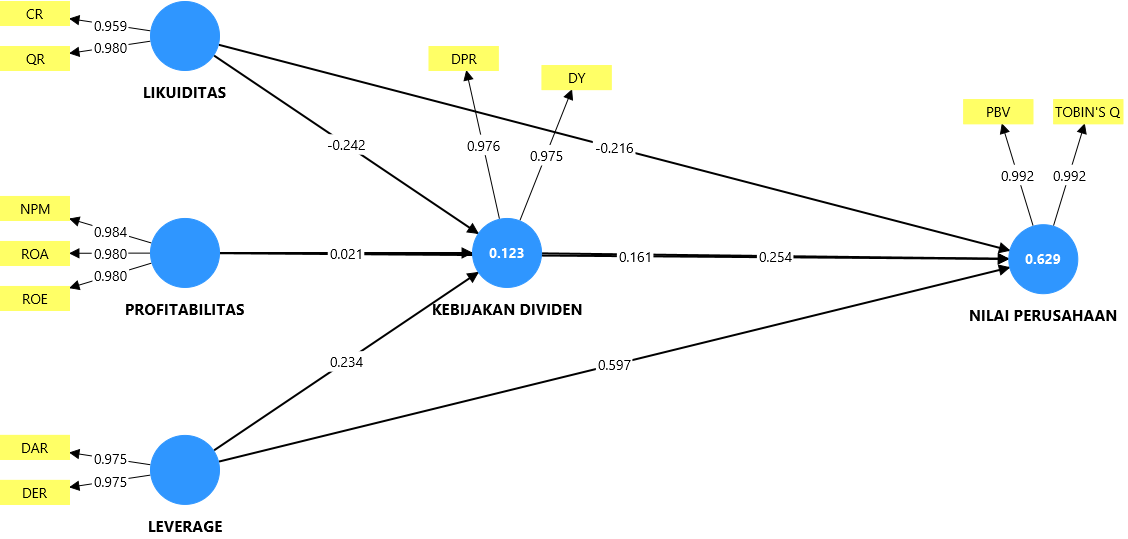 CR
0.959
QR
0.980
LIKUIDITAS
DPR
DY
PBV
TOBIN'S Q
-0.242
0.976
0.975
-0.216
0.992
0.992
NPM
0.984
ROA
0.980
ROE
0.980
PROFITABILITAS
0.021
0.123
KEBIJAKAN DIVIDEN
0.161
0.254
0.629
NILAI PERUSAHAAN
0.234
0.597
DAR
0.975
DER
0.975
LEVERAGE